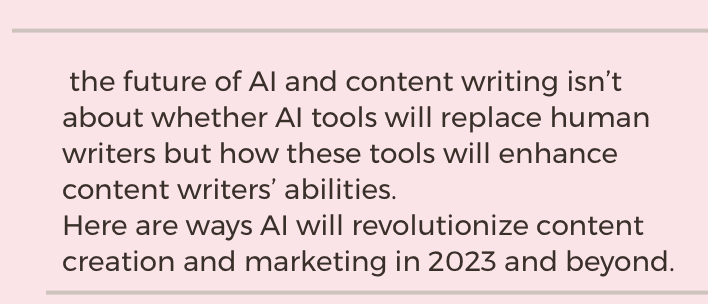 the future of AI and content writing isn’t
about whether AI tools will replace human
writers but how these tools will enhance
content writers’ abilities.
Here are ways AI will revolutionize content
creation and marketing in 2023 and beyond.